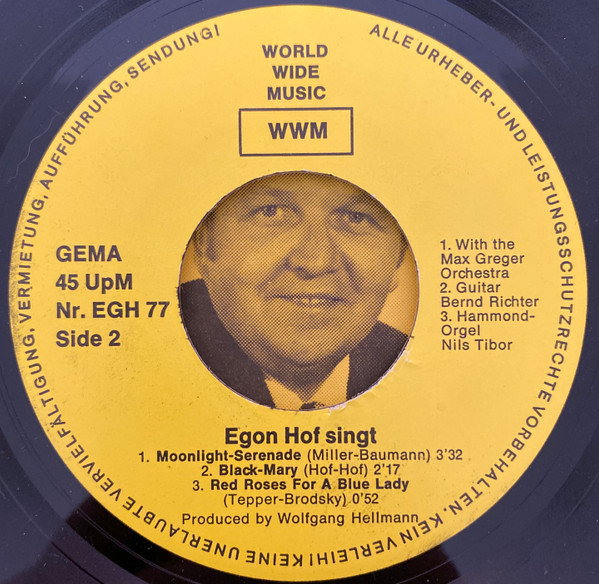 ALLE URHEBER- UND LEISTUNGSSCHUTZRECHTE VORBEHALTEN. KEIN VERLEIH! KEINE UNERLAUBTE VERVIELFÄLTIGUNG, VERMIETUNG, AUFFÜHRUNG, SENDUNG!
WORLD
WIDE
MUSIC
WWM
GEMA
45 UpM
Nr. EGH 77
Side 2
1. With the
Max Greger
Orchestra
2. Guitar
Bernd Richter
3. Hammond-
Orgel
Nils Tibor
Egon Hof singt
1. Moonlight-Serenade (Miller-Baumann) 3'32
2. Black-Mary (Hof-Hof) 2'17
3. Red Roses For A Blue Lady
(Tepper-Brodsky) 0'52
Produced by Wolfgang Hellmann